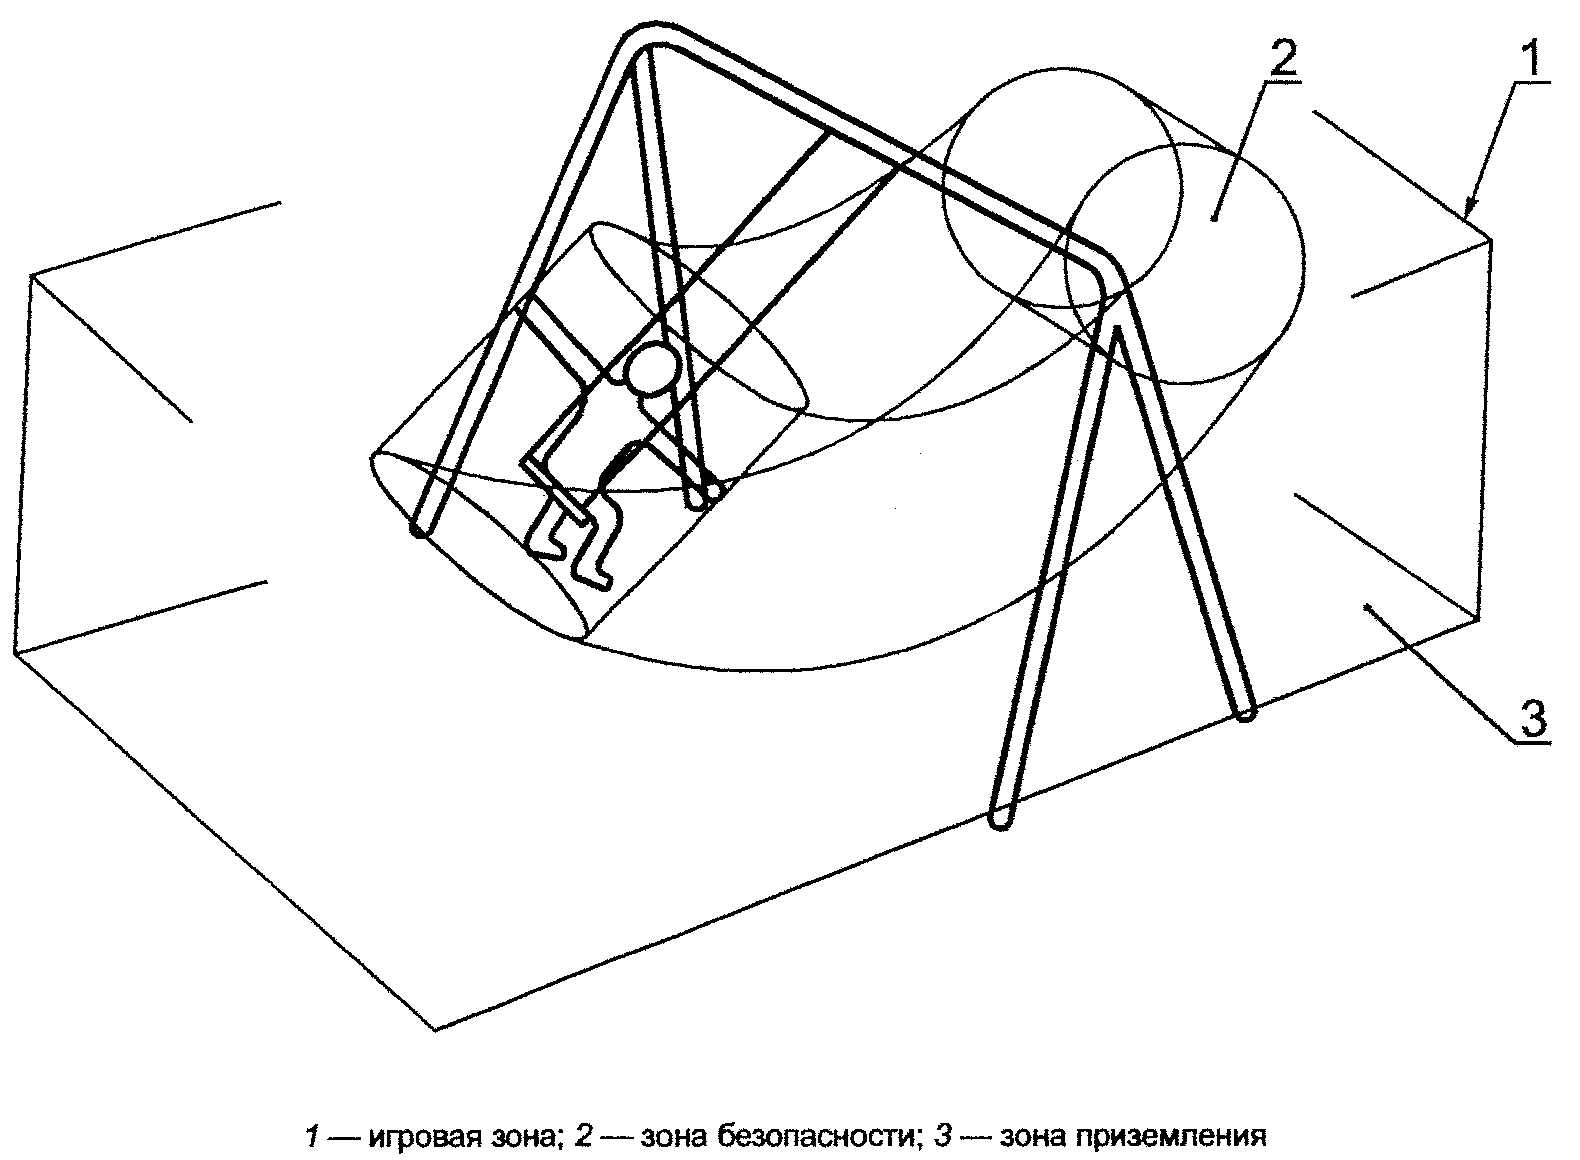 2
1
3
1 — игровая зона; 2 — зона безопасности; 3 — зона приземления